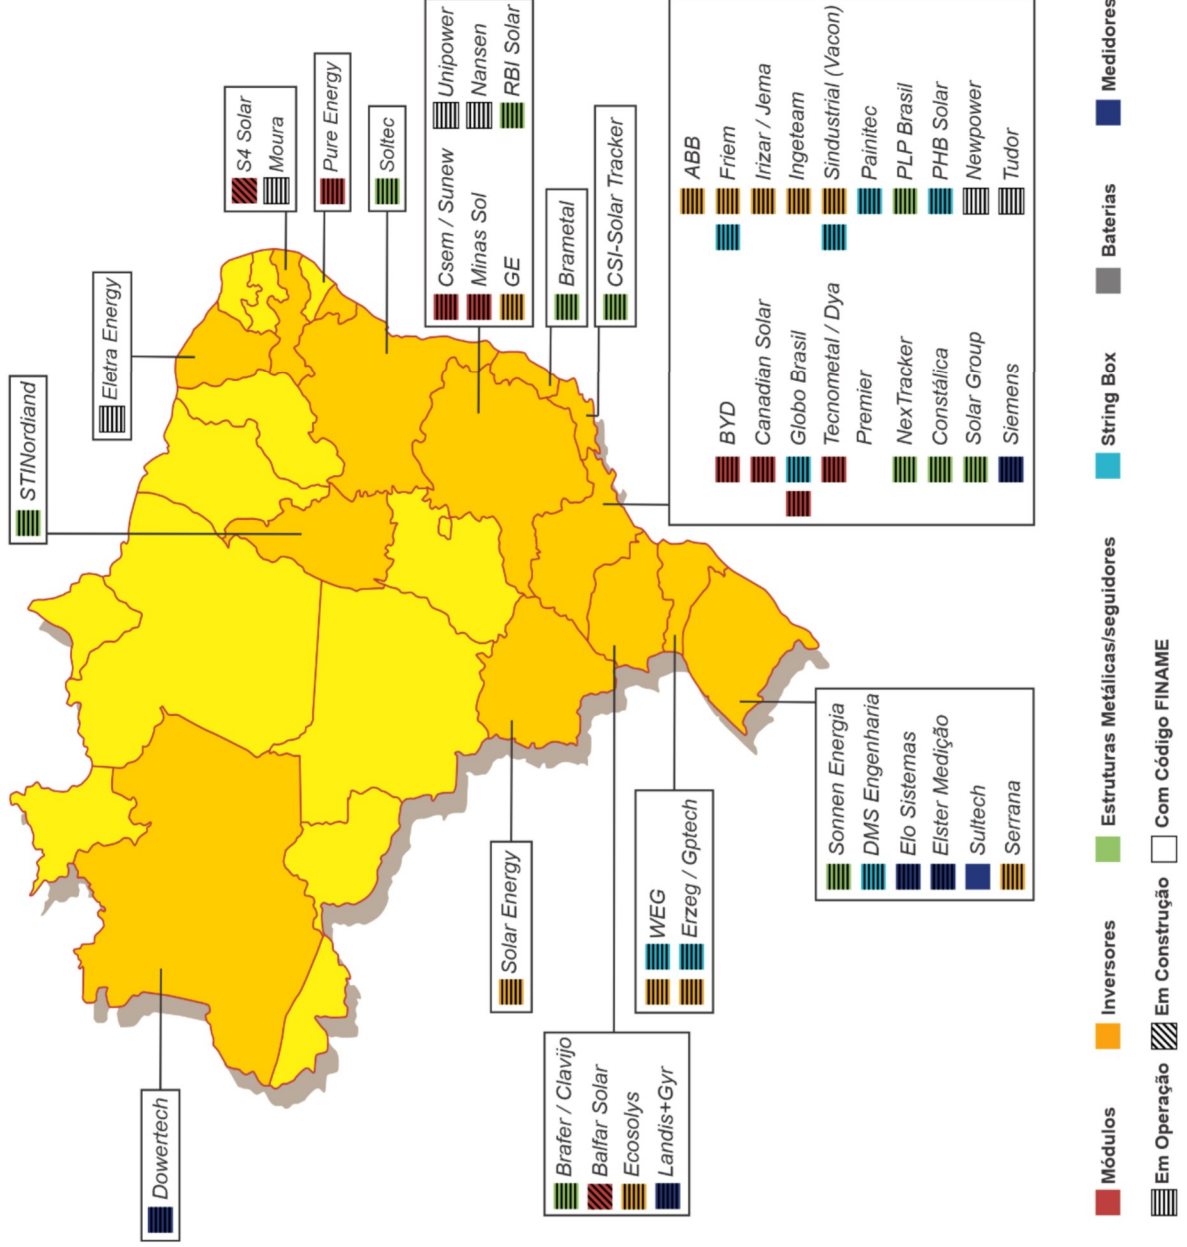 Dowertech
STINordiand
Eletra Energy
S4 Solar
Moura
Pure Energy
Soltec
Csem / Sunew
Minas Sol
GE
Unipower
Nansen
RBI Solar
Brametal
CSI-Solar Tracker
BYD
Canadian Solar
Globo Brasil
Tecnometal / Dya
Premier
NexTracker
Constálica
Solar Group
Siemens
ABB
Friem
Irizar / Jema
Ingeteam
Sindustrial (Vacon)
Painitec
PLP Brasil
PHB Solar
Newpower
Tudor
Solar Energy
Brafer / Clavijo
Balfar Solar
Ecosolys
Landis+Gyr
WEG
Erzeg / Gptech
Sonnen Energia
DMS Engenharia
Elo Sistemas
Elster Medição
Sultech
Serrana
Módulos
Inversores
Estruturas Metálicas/seguidores
String Box
Baterias
Medidores
Em Operação
Em Construção
Com Código FINAME